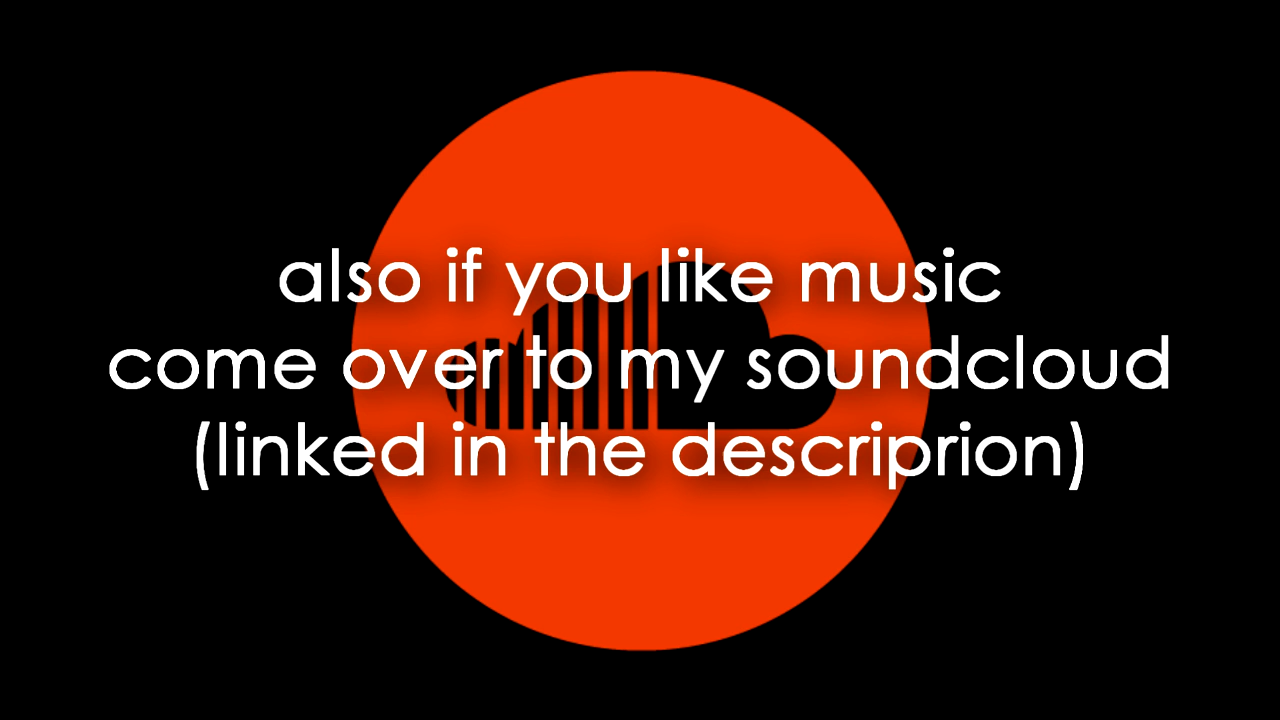 also if you like music
come over to my soundcloud
(linked in the descriprion)